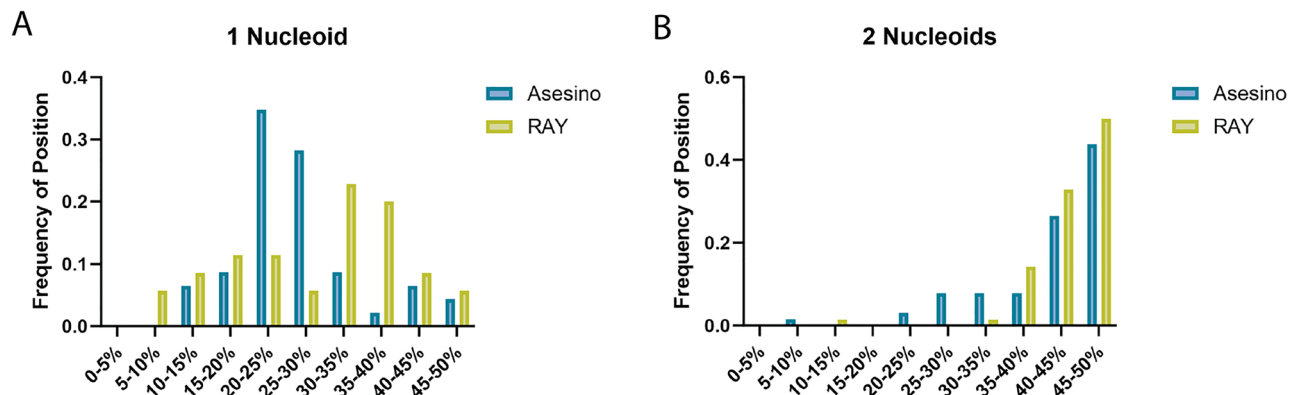 A
1 Nucleoid
Frequency of Position
0.4
0.3
0.2
0.1
0.0
0-5%
5-10%
10-15%
15-20%
20-25%
25-30%
30-35%
35-40%
40-45%
45-50%
Asesino
RAY
B
2 Nucleoids
Frequency of Position
0.6
0.4
0.2
0.0
0-5%
5-10%
10-15%
15-20%
20-25%
25-30%
30-35%
35-40%
40-45%
45-50%
Asesino
RAY